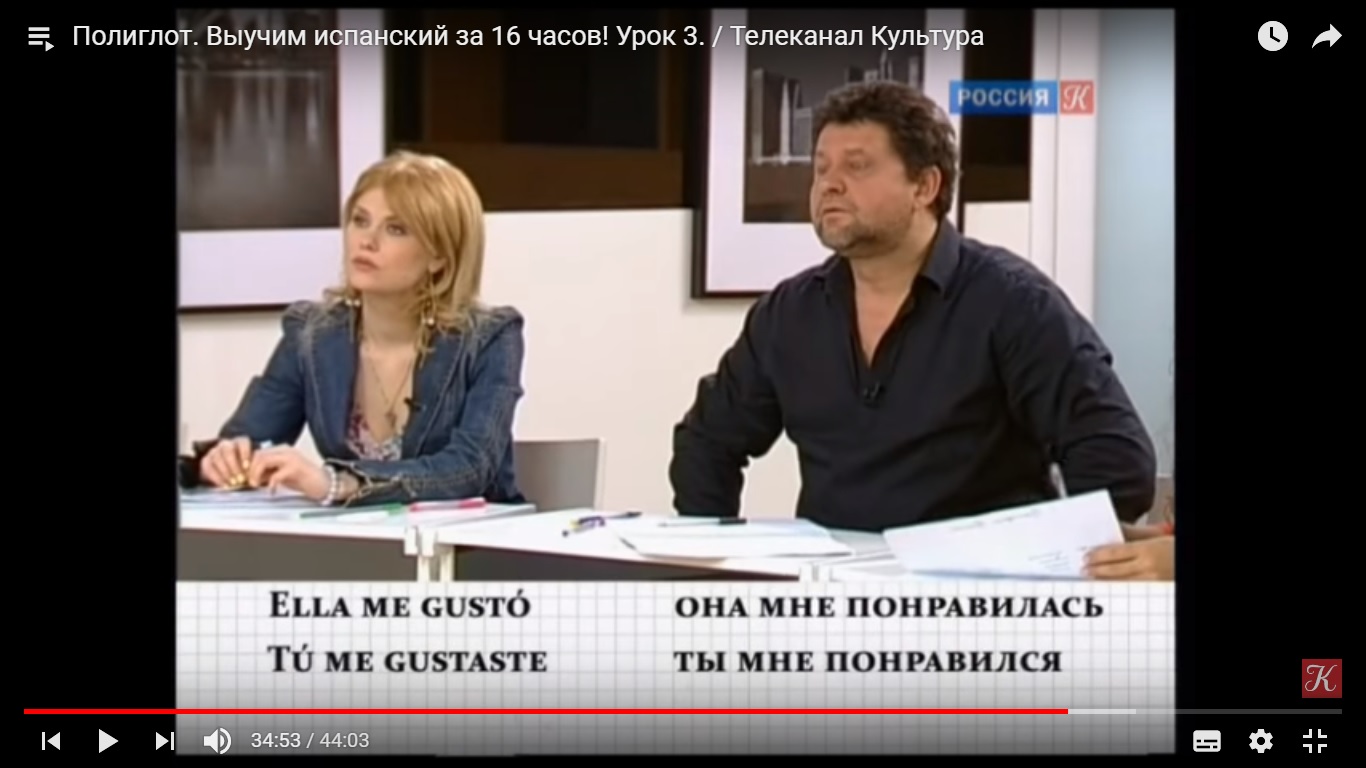 Полиглот. Выучим испанский за 16 часов! Урок 3. / Телеканал Культура
РОССИЯ К
ELLA ME GUSTÓ ОНА МНЕ ПОНРАВИЛАСЬ
TÚ ME GUSTASTE ТЫ МНЕ ПОНРАВИЛСЯ
К
34:53 / 44:03